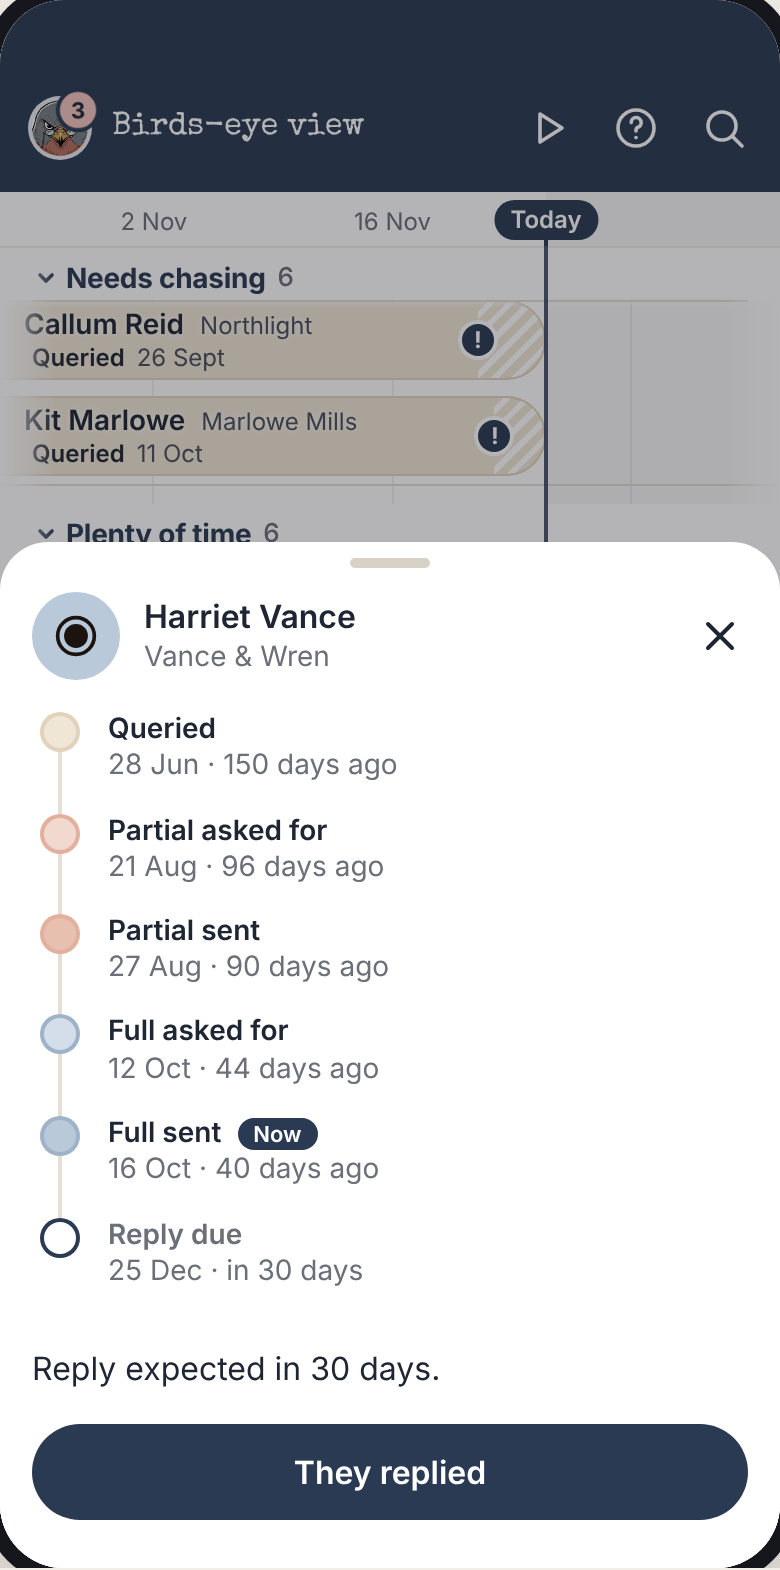 3
Birds-eye view
2 Nov 16 Nov Today
Needs chasing 6
Callum Reid Northlight
!
Queried 26 Sept
Kit Marlowe Marlowe Mills
!
Queried 11 Oct
Plenty of time 6
Harriet Vance
Vance & Wren
Queried
28 Jun · 150 days ago
Partial asked for
21 Aug · 96 days ago
Partial sent
27 Aug · 90 days ago
Full asked for
12 Oct · 44 days ago
Full sent Now
16 Oct · 40 days ago
Reply due
25 Dec · in 30 days
Reply expected in 30 days.
They replied